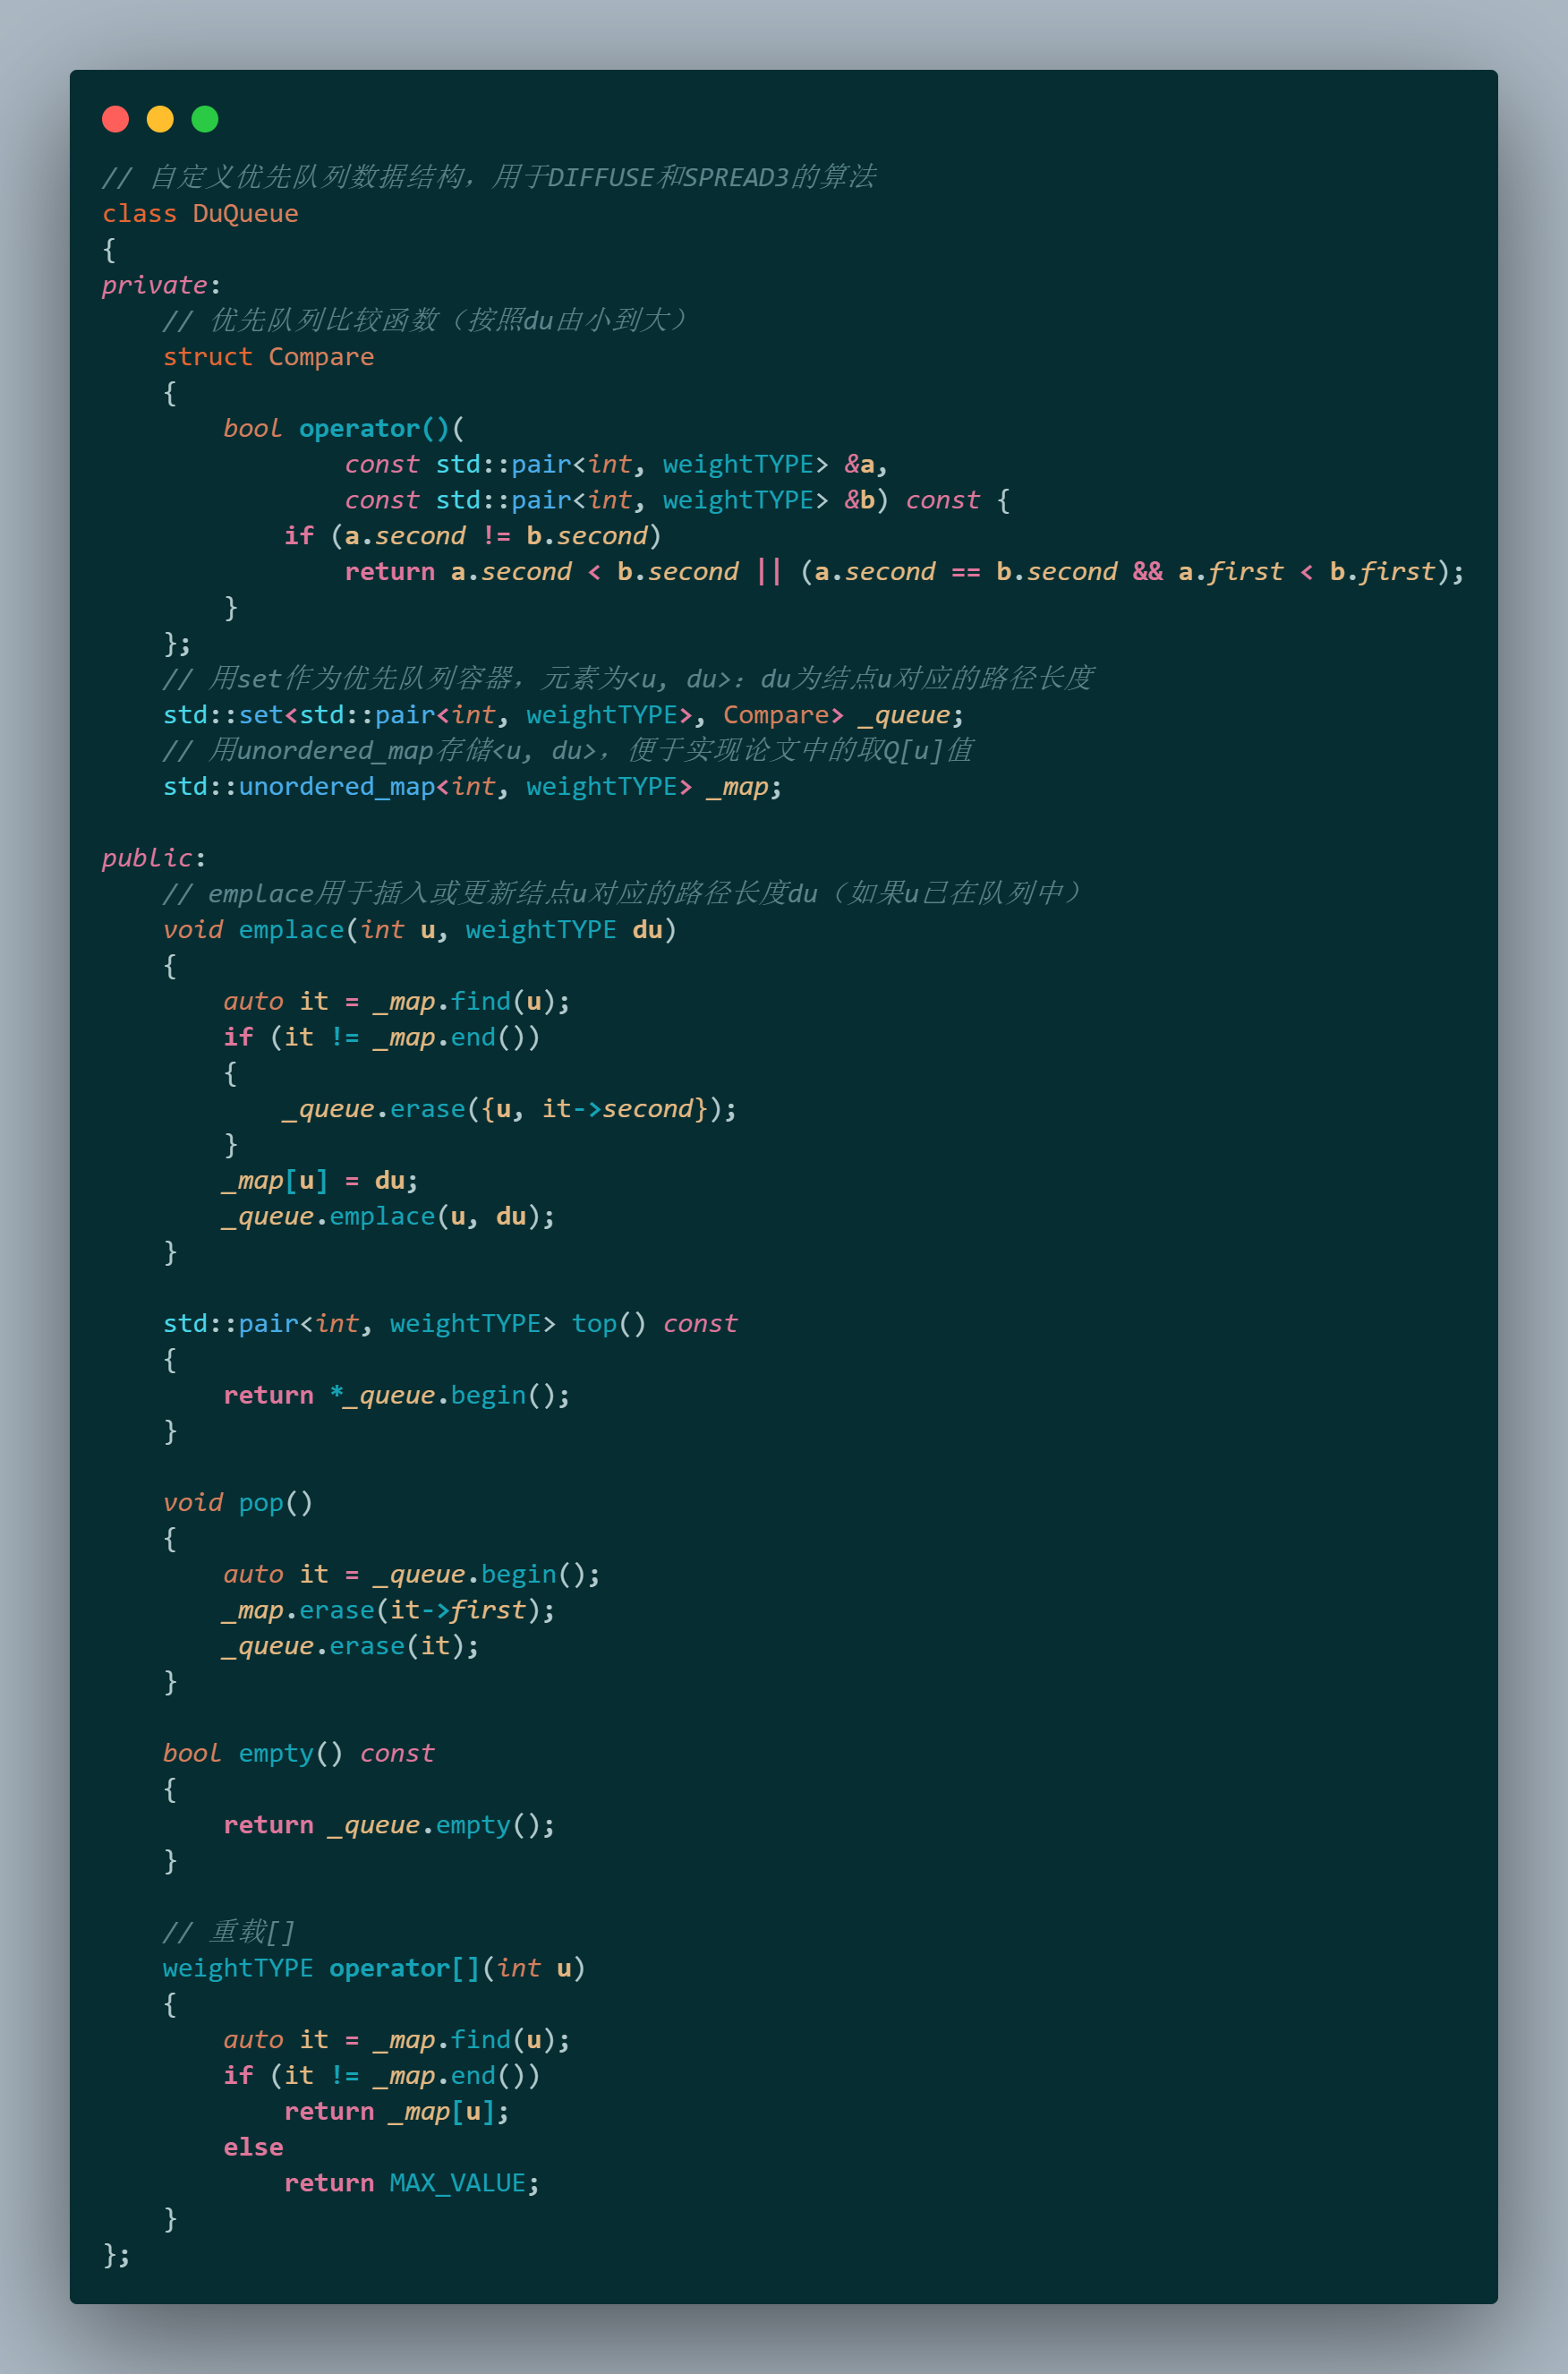 // 自定义优先队列数据结构，用于DIFFUSE和SPREAD3的算法
class DuQueue
{
private:
    // 优先队列比较函数（按照du由小到大）
    struct Compare
    {
        bool operator()(
                const std::pair<int, weightTYPE> &a,
                const std::pair<int, weightTYPE> &b) const {
            if (a.second != b.second)
                return a.second < b.second || (a.second == b.second && a.first < b.first);
        }
    };
    // 用set作为优先队列容器，元素为<u, du>：du为结点u对应的路径长度
    std::set<std::pair<int, weightTYPE>, Compare> _queue;
    // 用unordered_map存储<u, du>，便于实现论文中的取Q[u]值
    std::unordered_map<int, weightTYPE> _map;

public:
    // emplace用于插入或更新结点u对应的路径长度du（如果u已在队列中）
    void emplace(int u, weightTYPE du)
    {
        auto it = _map.find(u);
        if (it != _map.end())
        {
            _queue.erase({u, it->second});
        }
        _map[u] = du;
        _queue.emplace(u, du);
    }

    std::pair<int, weightTYPE> top() const
    {
        return *_queue.begin();
    }

    void pop()
    {
        auto it = _queue.begin();
        _map.erase(it->first);
        _queue.erase(it);
    }

    bool empty() const
    {
        return _queue.empty();
    }

    // 重载[]
    weightTYPE operator[](int u)
    {
        auto it = _map.find(u);
        if (it != _map.end())
            return _map[u];
        else
            return MAX_VALUE;
    }
};